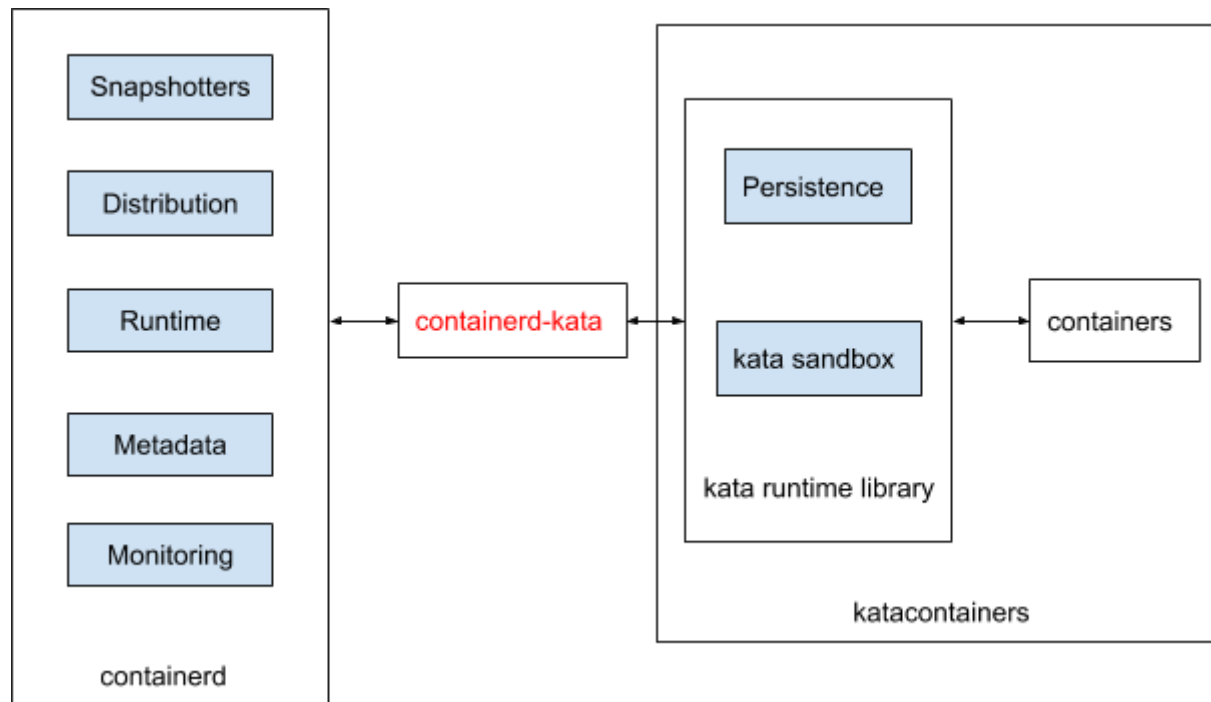 Snapshotters
Distribution
Runtime
Metadata
Monitoring
containerd
containerd-kata
Persistence
kata sandbox
kata runtime library
containers
katacontainers